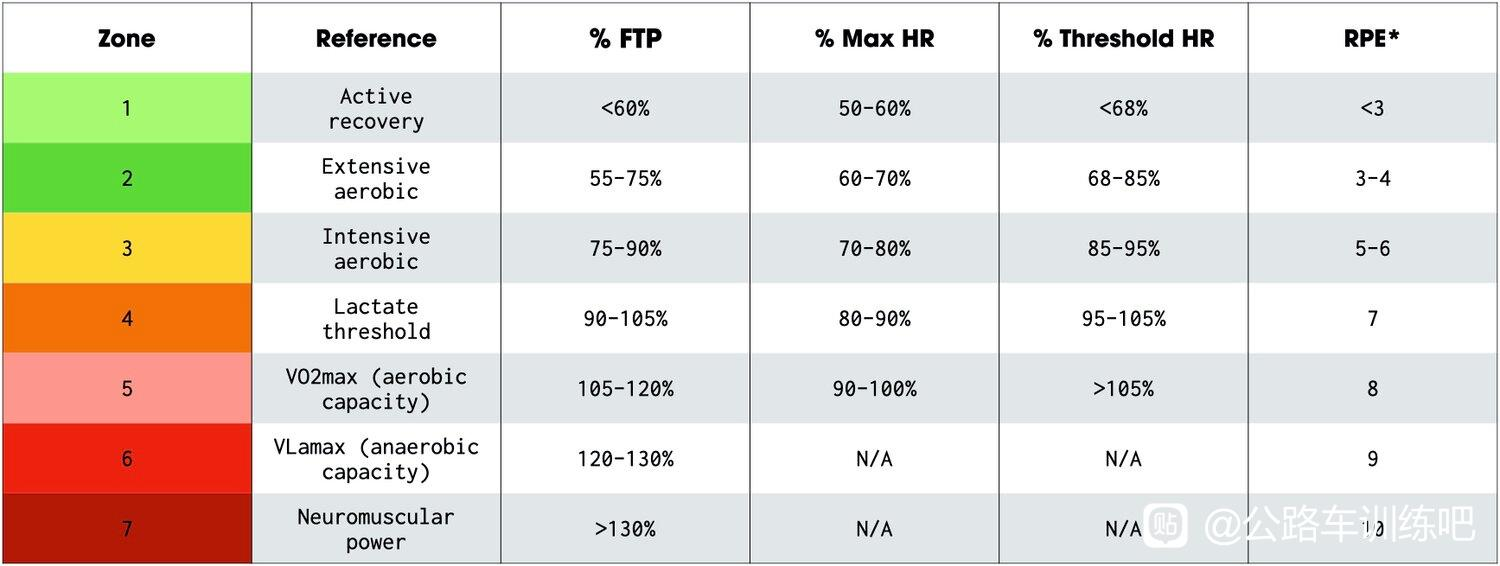 Zone Reference % FTP % Max HR % Threshold HR RPE*
1 Active recovery <60% 50-60% <68% <3
2 Extensive aerobic 55-75% 60-70% 68-85% 3-4
3 Intensive aerobic 75-90% 70-80% 85-95% 5-6
4 Lactate threshold 90-105% 80-90% 95-105% 7
5 VO2max (aerobic capacity) 105-120% 90-100% >105% 8
6 VLamax (anaerobic capacity) 120-130% N/A N/A 9
7 Neuromuscular power >130% N/A N/A 10
贴 @公路车训练吧